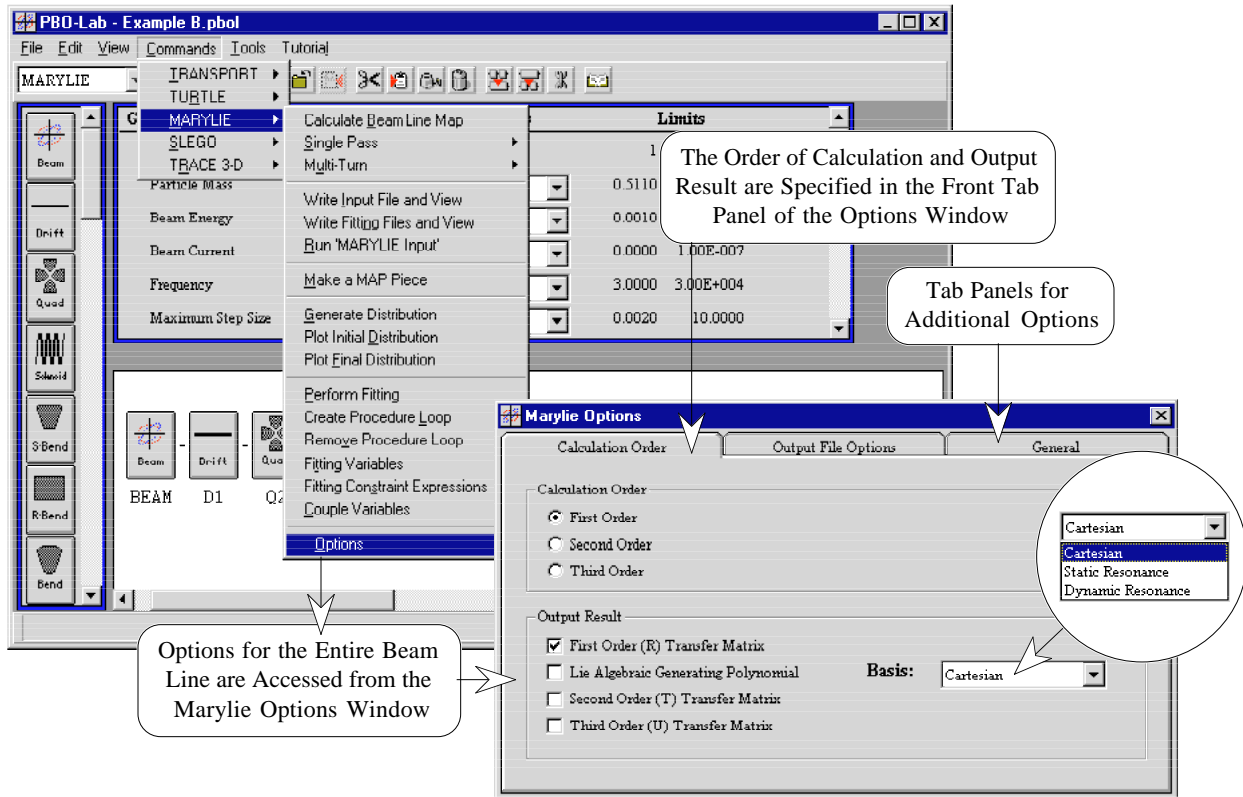 PBO-Lab - Example B.pbol
File Edit View Commands Tools Tutorial
MARYLIE
TRANSPORT
TURTLE
MARYLIE
SLEGO
TRACE 3-D
Calculate Beam Line Map
Single Pass
Multi-Turn
Write Input File and View
Write Fitting Files and View
Run 'MARYLIE Input'
Make a MAP Piece
Generate Distribution
Plot Initial Distribution
Plot Final Distribution
Perform Fitting
Create Procedure Loop
Remove Procedure Loop
Fitting Variables
Fitting Constraint Expressions
Couple Variables
Options
G
s
Limits
1
Particle Mass
0.5110
Beam Energy
0.0010
Beam Current
0.0000 1.00E-007
Frequency
3.0000 3.00E+004
Maximum Step Size
0.0020 10.0000
Beam
Drift
Quad
Solenoid
S-Bend
R-Bend
Bend
Beam
Drift
Qua
BEAM D1 Q2
The Order of Calculation and Output
Result are Specified in the Front Tab
Panel of the Options Window
Tab Panels for
Additional Options
Options for the Entire Beam
Line are Accessed from the
Marylie Options Window
Marylie Options
Calculation Order Output File Options General
Calculation Order
First Order
Second Order
Third Order
Output Result
First Order (R) Transfer Matrix
Lie Algebraic Generating Polynomial
Second Order (T) Transfer Matrix
Third Order (U) Transfer Matrix
Basis: Cartesian
Cartesian
Cartesian
Static Resonance
Dynamic Resonance